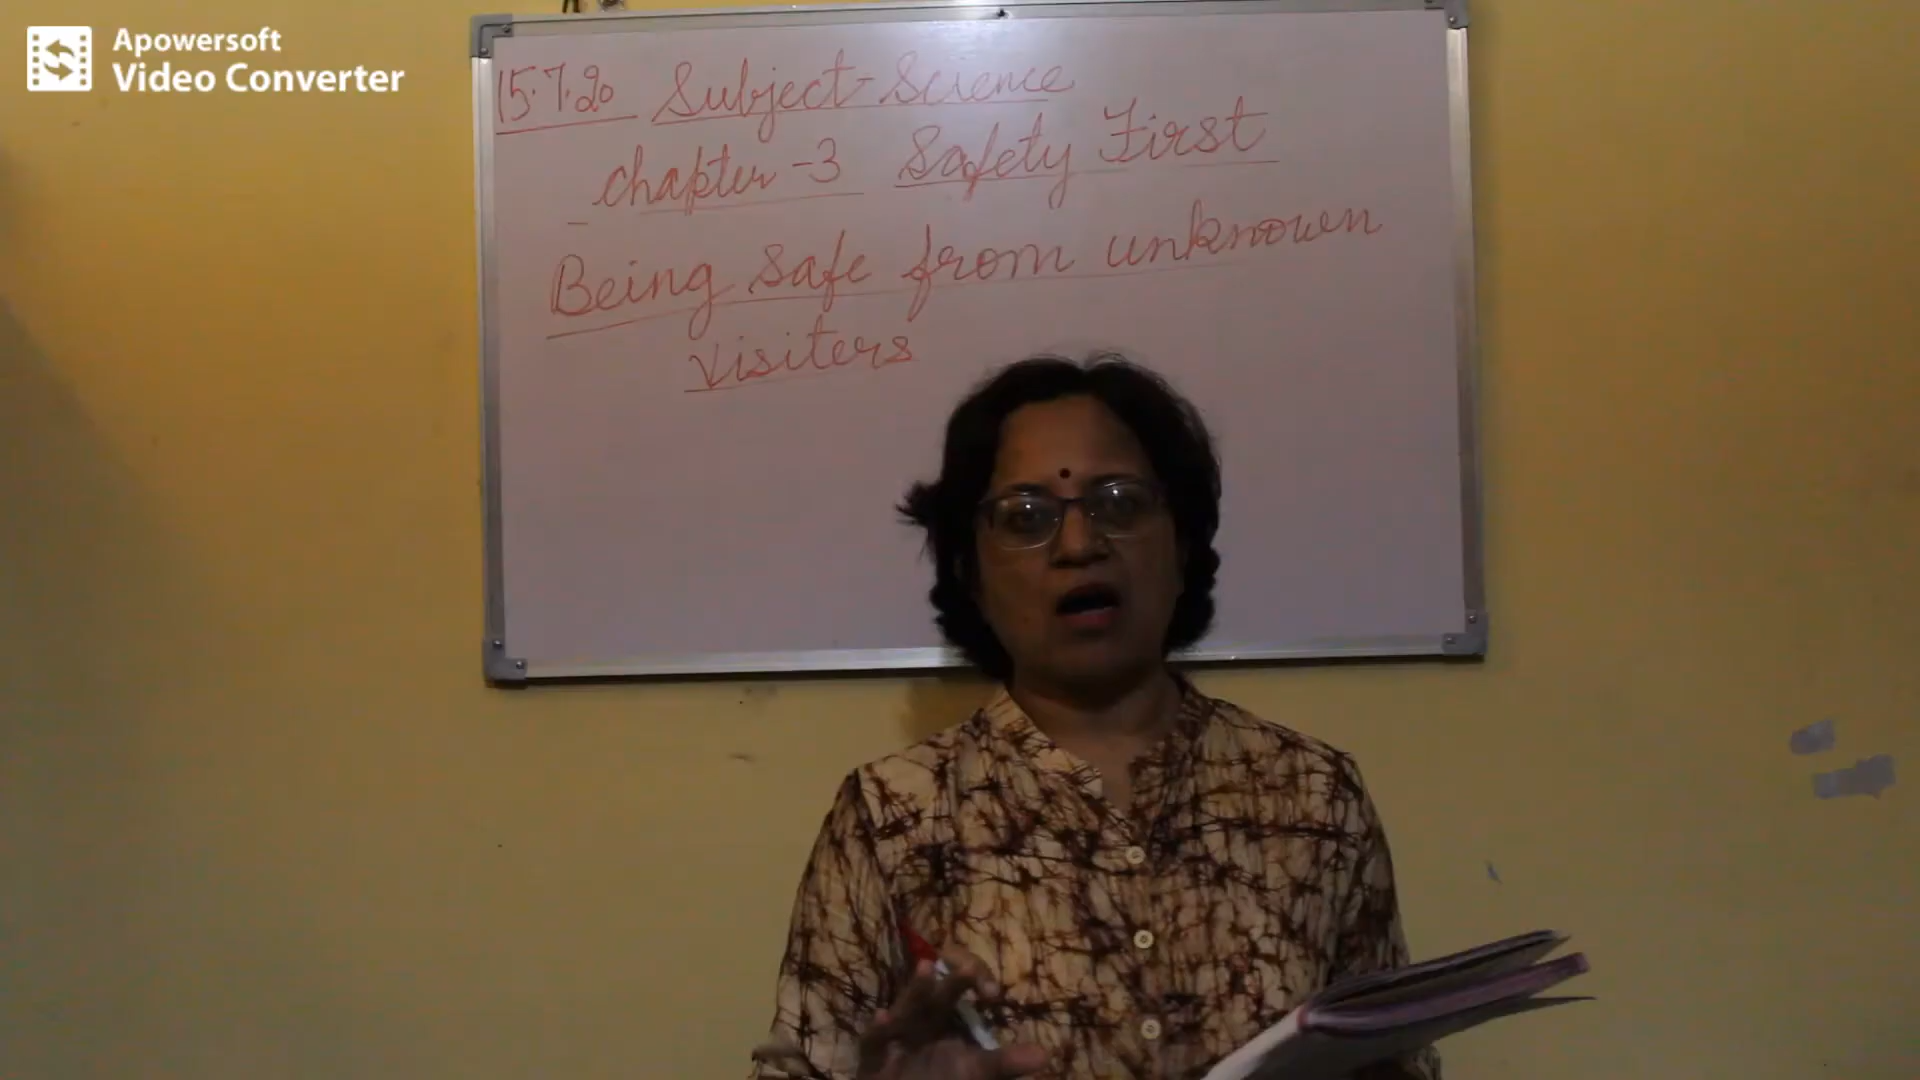 Apowersoft
Video Converter
15.7.20 Subject-Science
chapter-3 Safety First
Being safe from unknown
visiters